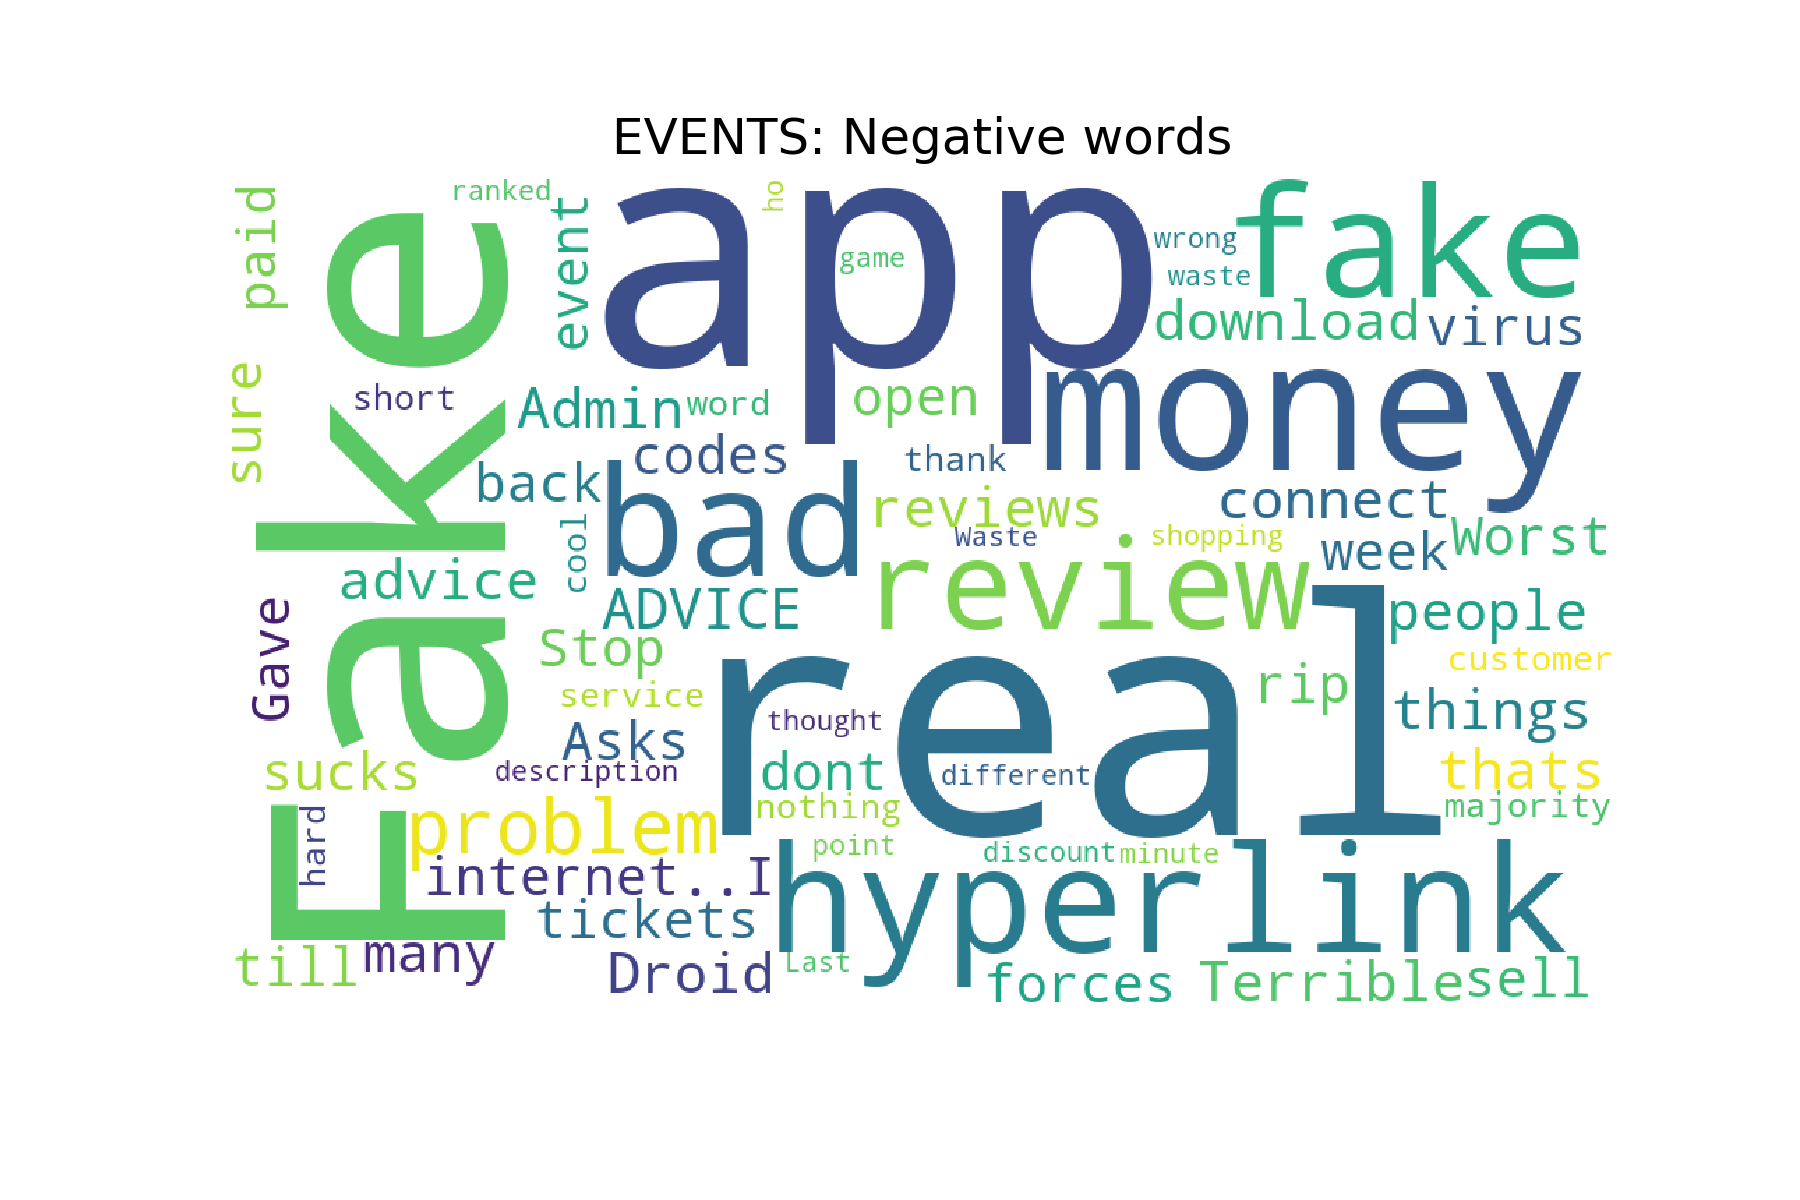 EVENTS: Negative words
ranked
ho
app
fake
paid
event
game
wrong
waste
Fake
download
virus
sure
short
Admin
word
open
money
codes
thank
back
bad
reviews
connect
cool
Waste
shopping
week
Worst
advice
review
ADVICE
people
Gave
Stop
real
customer
service
rip
things
thought
Asks
sucks
description
dont
different
thats
nothing
majority
hard
problem
point
discount
minute
internet..I
hyperlink
tickets
till
many
Droid
Last
forces
Terrible
sell